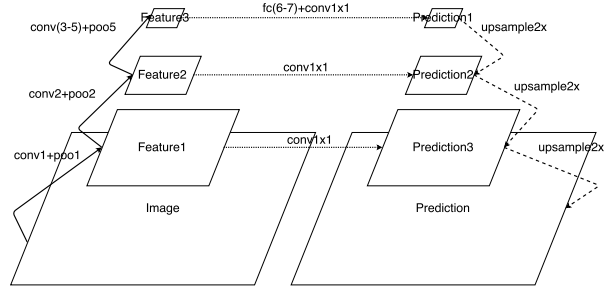 Feature3
fc(6-7)+conv1x1
Prediction1
conv(3-5)+poo5
upsample2x
Feature2
conv1x1
Prediction2
conv2+poo2
upsample2x
Feature1
conv1x1
Prediction3
conv1+poo1
upsample2x
Image
Prediction